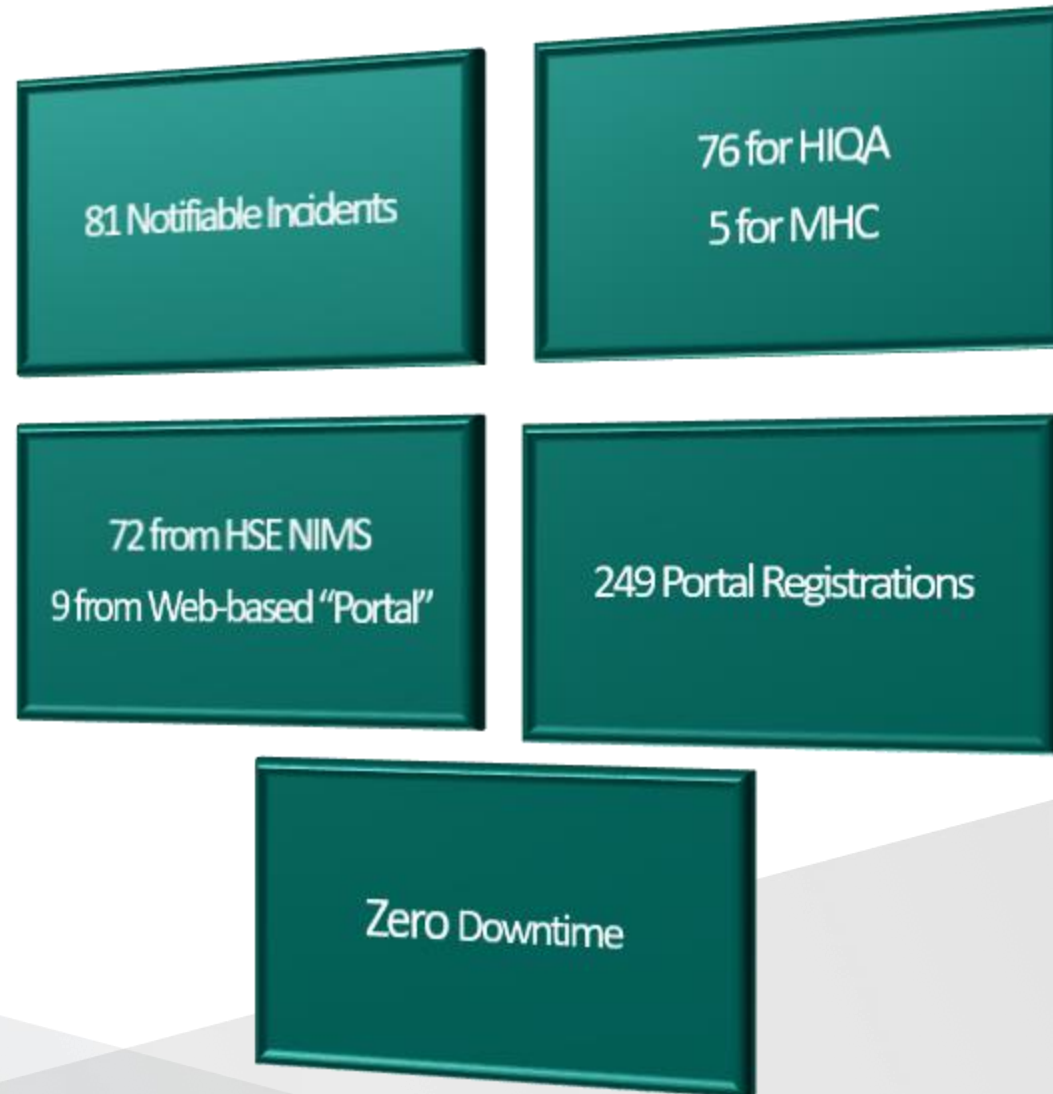 81 Notifiable Incidents
76 for HIQA
5 for MHC
72 from HSE NIMS
9 from Web-based “Portal”
249 Portal Registrations
Zero Downtime